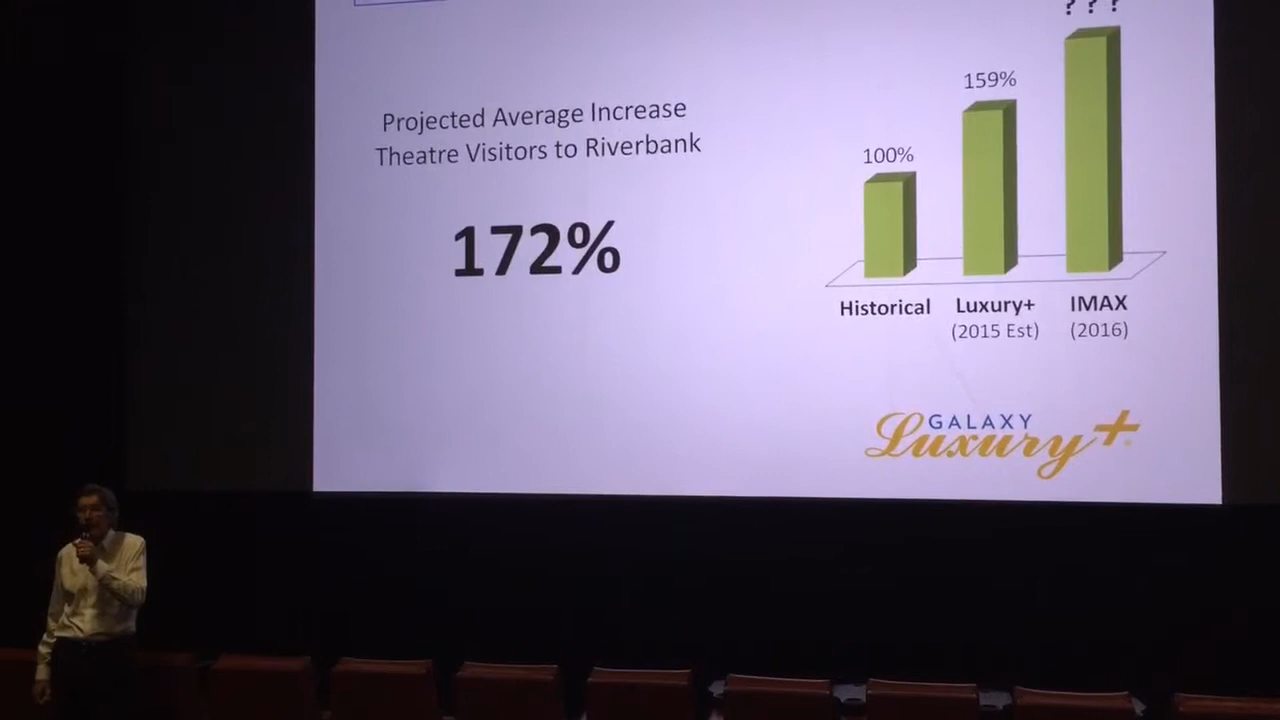 Projected Average Increase
Theatre Visitors to Riverbank
172%
? ? ?
159%
100%
Historical
Luxury+
(2015 Est)
IMAX
(2016)
GALAXY
Luxury+